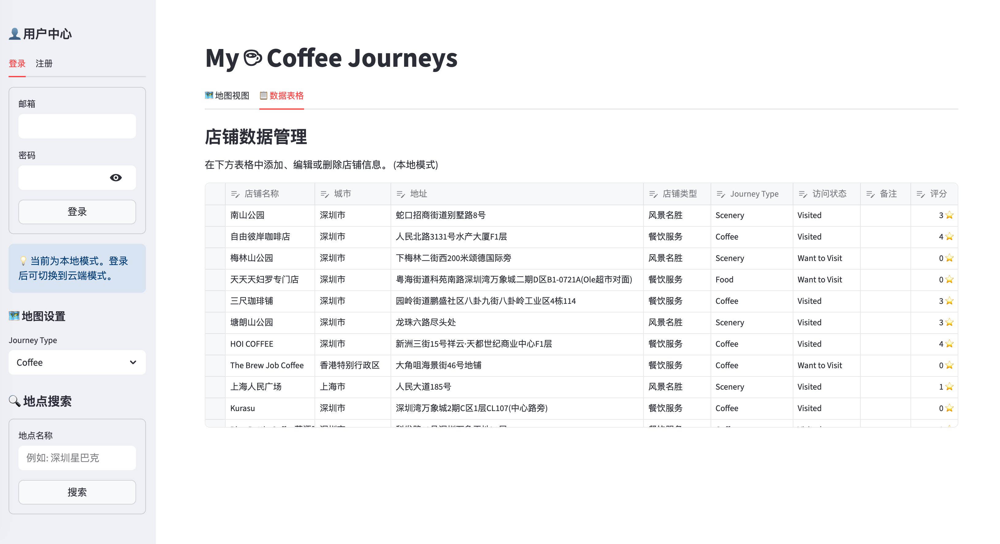 用户中心
登录 注册
邮箱
密码
登录
当前为本地模式。登录
后可切换到云端模式。
地图设置
Journey Type
Coffee
地点搜索
地点名称
例如: 深圳星巴克
搜索
My Coffee Journeys
地图视图 数据表格
店铺数据管理
在下方表格中添加、编辑或删除店铺信息。 (本地模式)
店铺名称 城市 地址 店铺类型 Journey Type 访问状态 备注 评分
南山公园 深圳市 蛇口招商街道别墅路8号 风景名胜 Scenery Visited 3
自由彼岸咖啡店 深圳市 人民北路3131号水产大厦F1层 餐饮服务 Coffee Visited 4
梅林山公园 深圳市 下梅林二街西200米颂德国际旁 风景名胜 Scenery Want to Visit 0
天天天妇罗专门店 深圳市 粤海街道科苑南路深圳湾万象城二期D区B1-0721A(Ole超市对面) 餐饮服务 Food Want to Visit 0
三尺珈琲铺 深圳市 园岭街道鹏盛社区八卦九街八卦岭工业区4栋114 餐饮服务 Coffee Visited 3
塘朗山公园 深圳市 龙珠六路尽头处 风景名胜 Scenery Visited 3
HOI COFFEE 深圳市 新洲三街15号祥云·天都世纪商业中心F1层 餐饮服务 Coffee Visited 4
The Brew Job Coffee 香港特别行政区 大角咀海景街46号地铺 餐饮服务 Coffee Want to Visit 0
上海人民广场 上海市 人民大道185号 风景名胜 Scenery Visited 1
Kurasu 深圳市 深圳湾万象城2期C区1层CL107(中心路旁) 餐饮服务 Coffee Visited 0